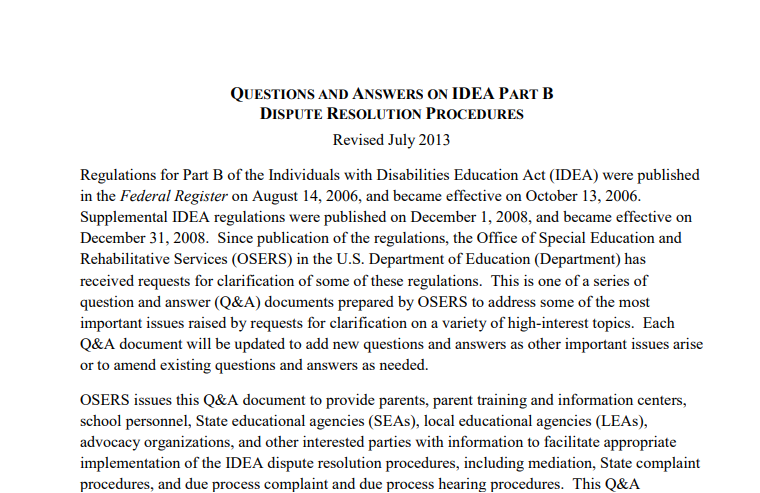 QUESTIONS AND ANSWERS ON IDEA PART B
DISPUTE RESOLUTION PROCEDURES
Revised July 2013
Regulations for Part B of the Individuals with Disabilities Education Act (IDEA) were published
in the Federal Register on August 14, 2006, and became effective on October 13, 2006.
Supplemental IDEA regulations were published on December 1, 2008, and became effective on
December 31, 2008.  Since publication of the regulations, the Office of Special Education and
Rehabilitative Services (OSERS) in the U.S. Department of Education (Department) has
received requests for clarification of some of these regulations.  This is one of a series of
question and answer (Q&A) documents prepared by OSERS to address some of the most
important issues raised by requests for clarification on a variety of high-interest topics.  Each
Q&A document will be updated to add new questions and answers as other important issues arise
or to amend existing questions and answers as needed.
OSERS issues this Q&A document to provide parents, parent training and information centers,
school personnel, State educational agencies (SEAs), local educational agencies (LEAs),
advocacy organizations, and other interested parties with information to facilitate appropriate
implementation of the IDEA dispute resolution procedures, including mediation, State complaint
procedures, and due process complaint and due process hearing procedures.  This Q&A